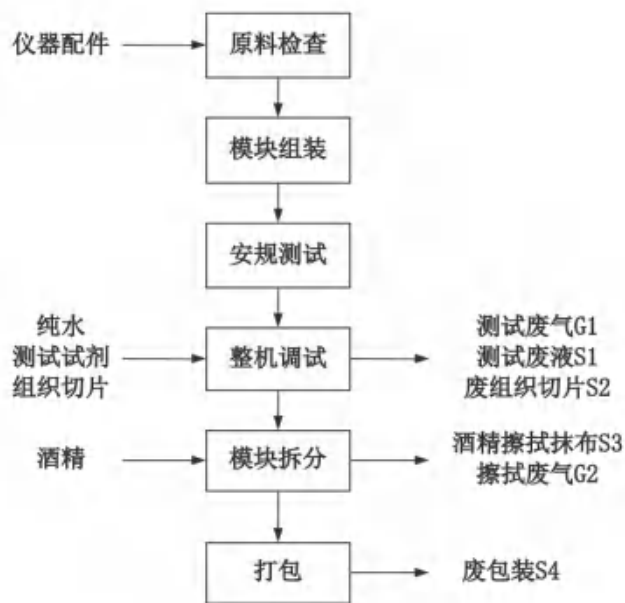 仪器配件
原料检查
模块组装
安规测试
纯水
测试试剂
组织切片
整机调试
测试废气G1
测试废液S1
废组织切片S2
酒精
模块拆分
酒精擦拭抹布S3
擦拭废气G2
打包
废包装S4